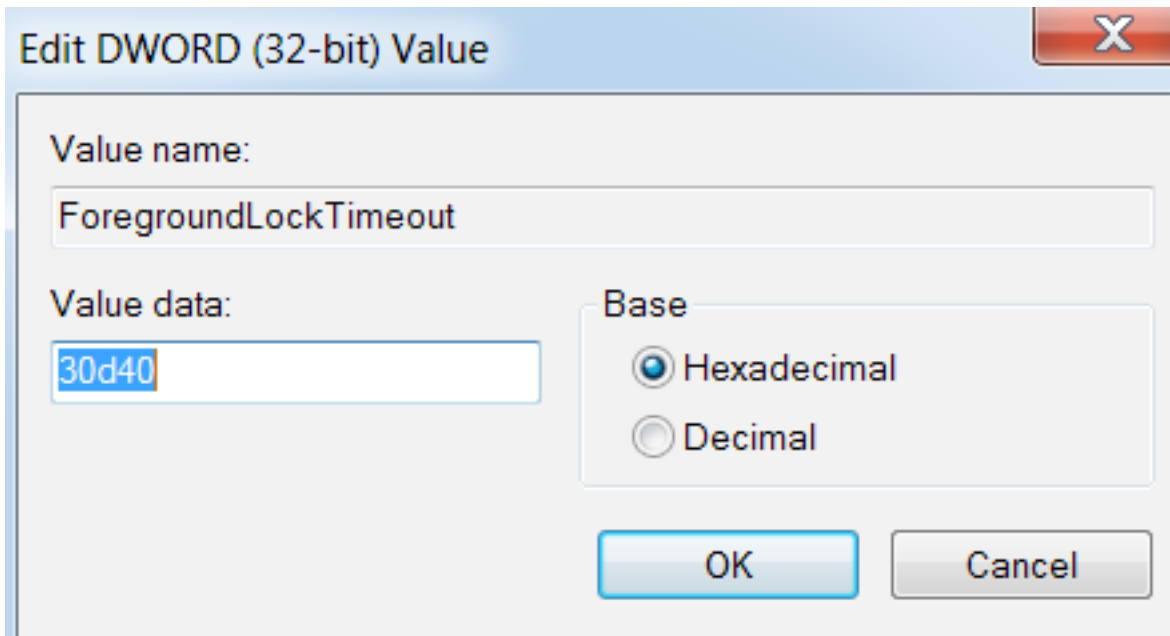 Edit DWORD (32-bit) Value
Value name:
ForegroundLockTimeout
Value data:
30d40
Base
Hexadecimal
Decimal
OK
Cancel